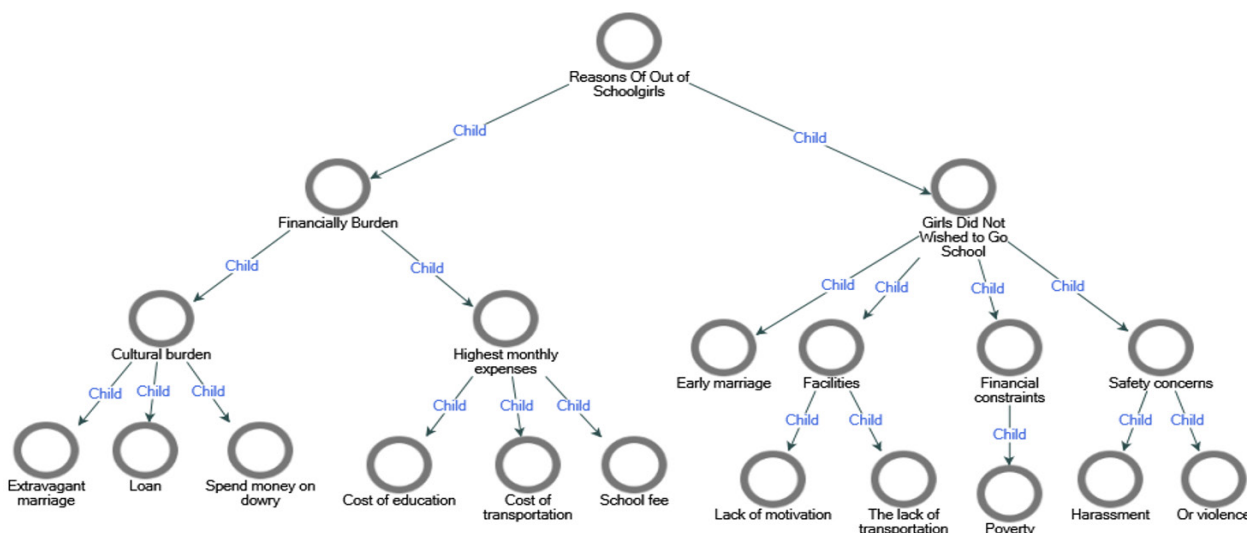 Reasons Of Out of
Schoolgirls
Child
Child
Financially Burden
Girls Did Not
Wished to Go
School
Child
Child
Child
Child
Child
Child
Cultural burden
Highest monthly
expenses
Early marriage
Facilities
Financial
constraints
Safety concerns
Child
Child
Child
Child
Child
Child
Child
Child
Child
Child
Child
Extravagant
marriage
Loan
Spend money on
dowry
Cost of education
Cost of
transportation
School fee
Lack of motivation
The lack of
transportation
Poverty
Harassment
Or violence